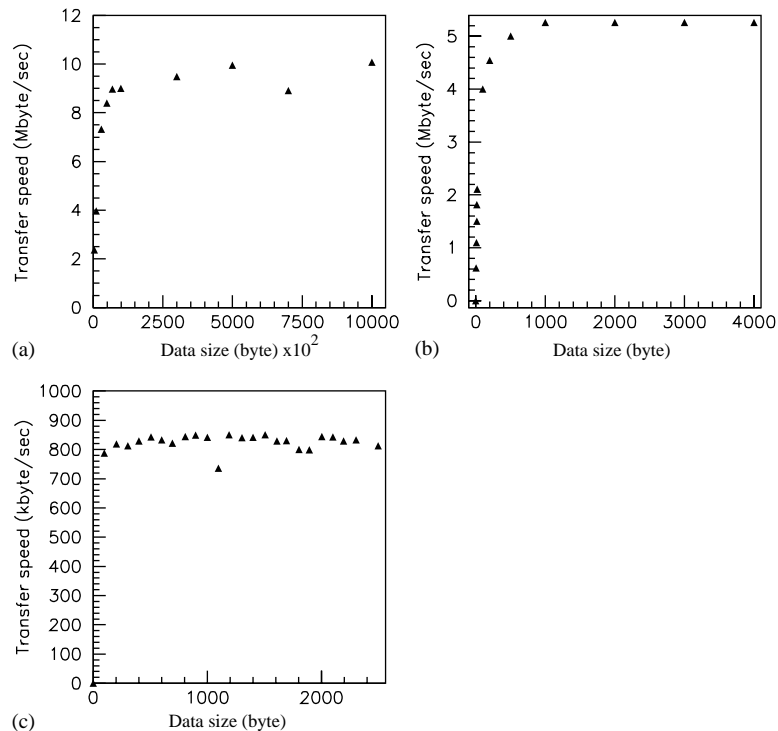 12
10
8
6
4
2
0
Transfer speed (Mbyte/sec)
0 2500 5000 7500 10000
(a) Data size (byte) x10²
5
4
3
2
1
0
Transfer speed (Mbyte/sec)
0 1000 2000 3000 4000
(b) Data size (byte)
1000
900
800
700
600
500
400
300
200
100
0
Transfer speed (kbyte/sec)
0 1000 2000
(c) Data size (byte)